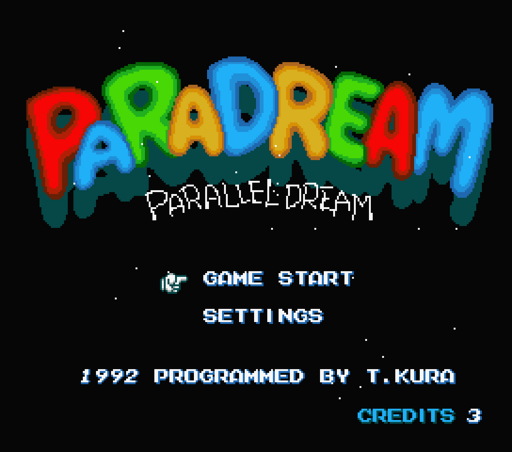 PARADREAM
PARALLEL DREAM
GAME START
SETTINGS
1992 PROGRAMMED BY T.KURA
CREDITS 3